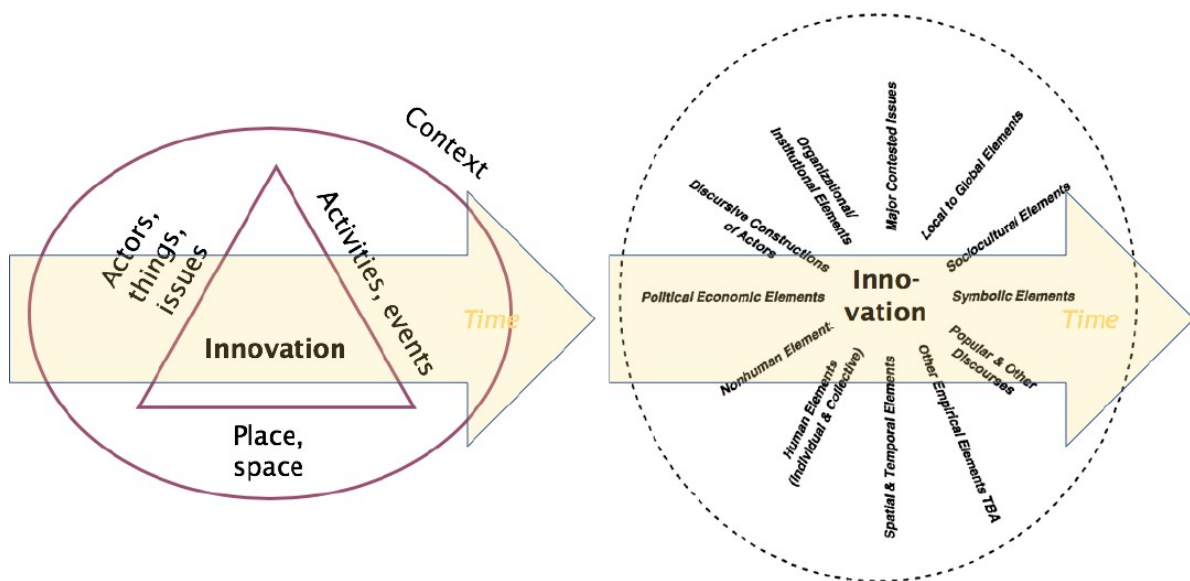 Context
Actors,
things,
issues
Activities, events
Time
Innovation
Place,
space
Major Contested Issues
Organizational/
Institutional Elements
Local to Global Elements
Discursive Constructions
of Actors
Sociocultural Elements
Political Economic Elements
Inno-
vation
Symbolic Elements
Time
Nonhuman Element.
Popular & Other
Discourses
Human Elements
(Individual & Collective)
Spatial & Temporal Elements
Other Empirical Elements TBA